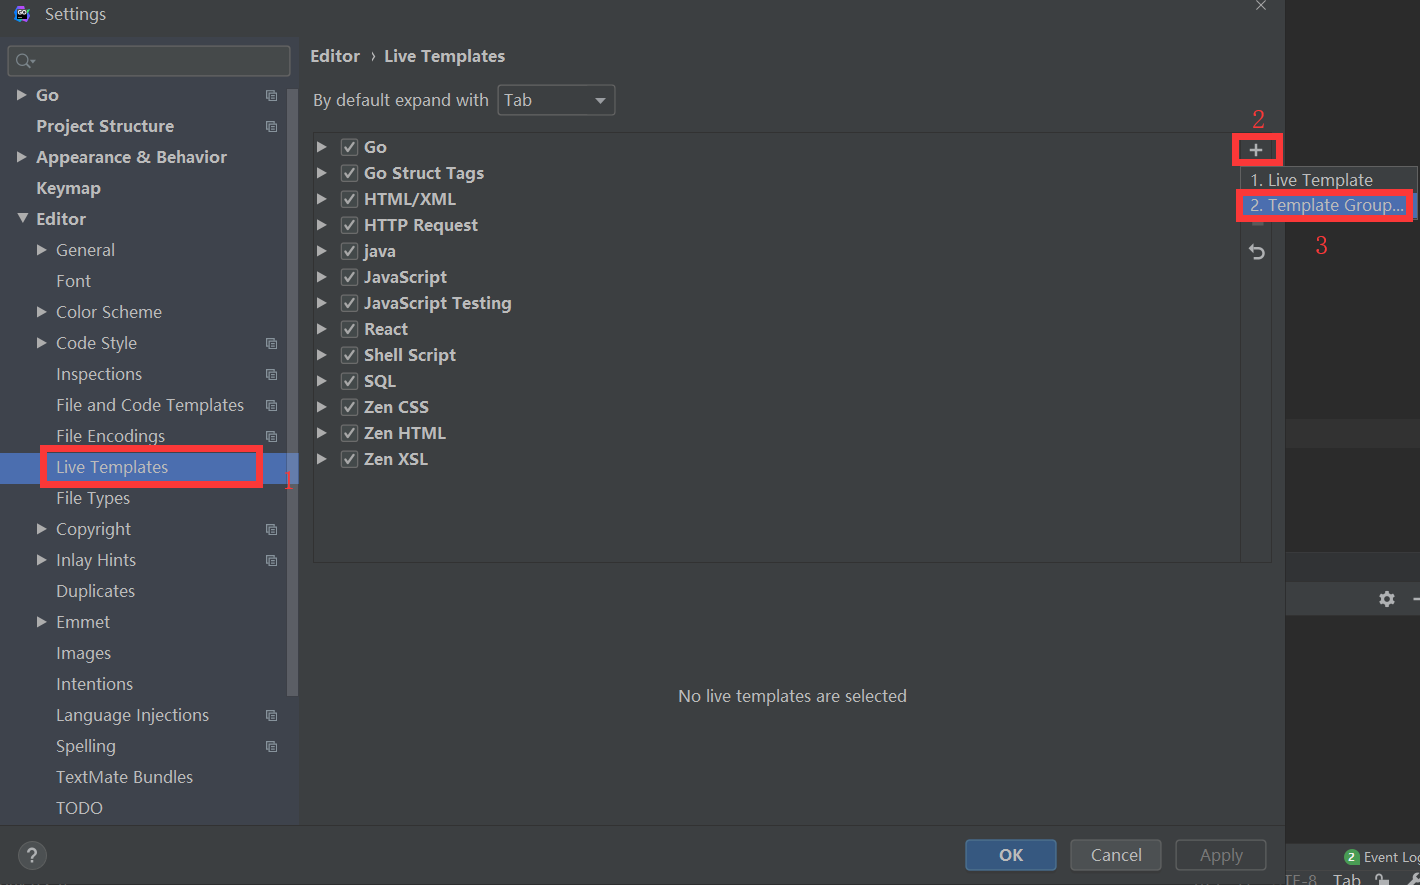 Settings
Editor › Live Templates
By default expand with Tab
Go
Project Structure
Appearance & Behavior
Keymap
Editor
General
Font
Color Scheme
Code Style
Inspections
File and Code Templates
File Encodings
Live Templates
1
File Types
Copyright
Inlay Hints
Duplicates
Emmet
Images
Intentions
Language Injections
Spelling
TextMate Bundles
TODO
Go
Go Struct Tags
HTML/XML
HTTP Request
java
JavaScript
JavaScript Testing
React
Shell Script
SQL
Zen CSS
Zen HTML
Zen XSL
2
1. Live Template
2. Template Group...
3
No live templates are selected
?
OK
Cancel
Apply
2 Event Log
TF-8 Tab